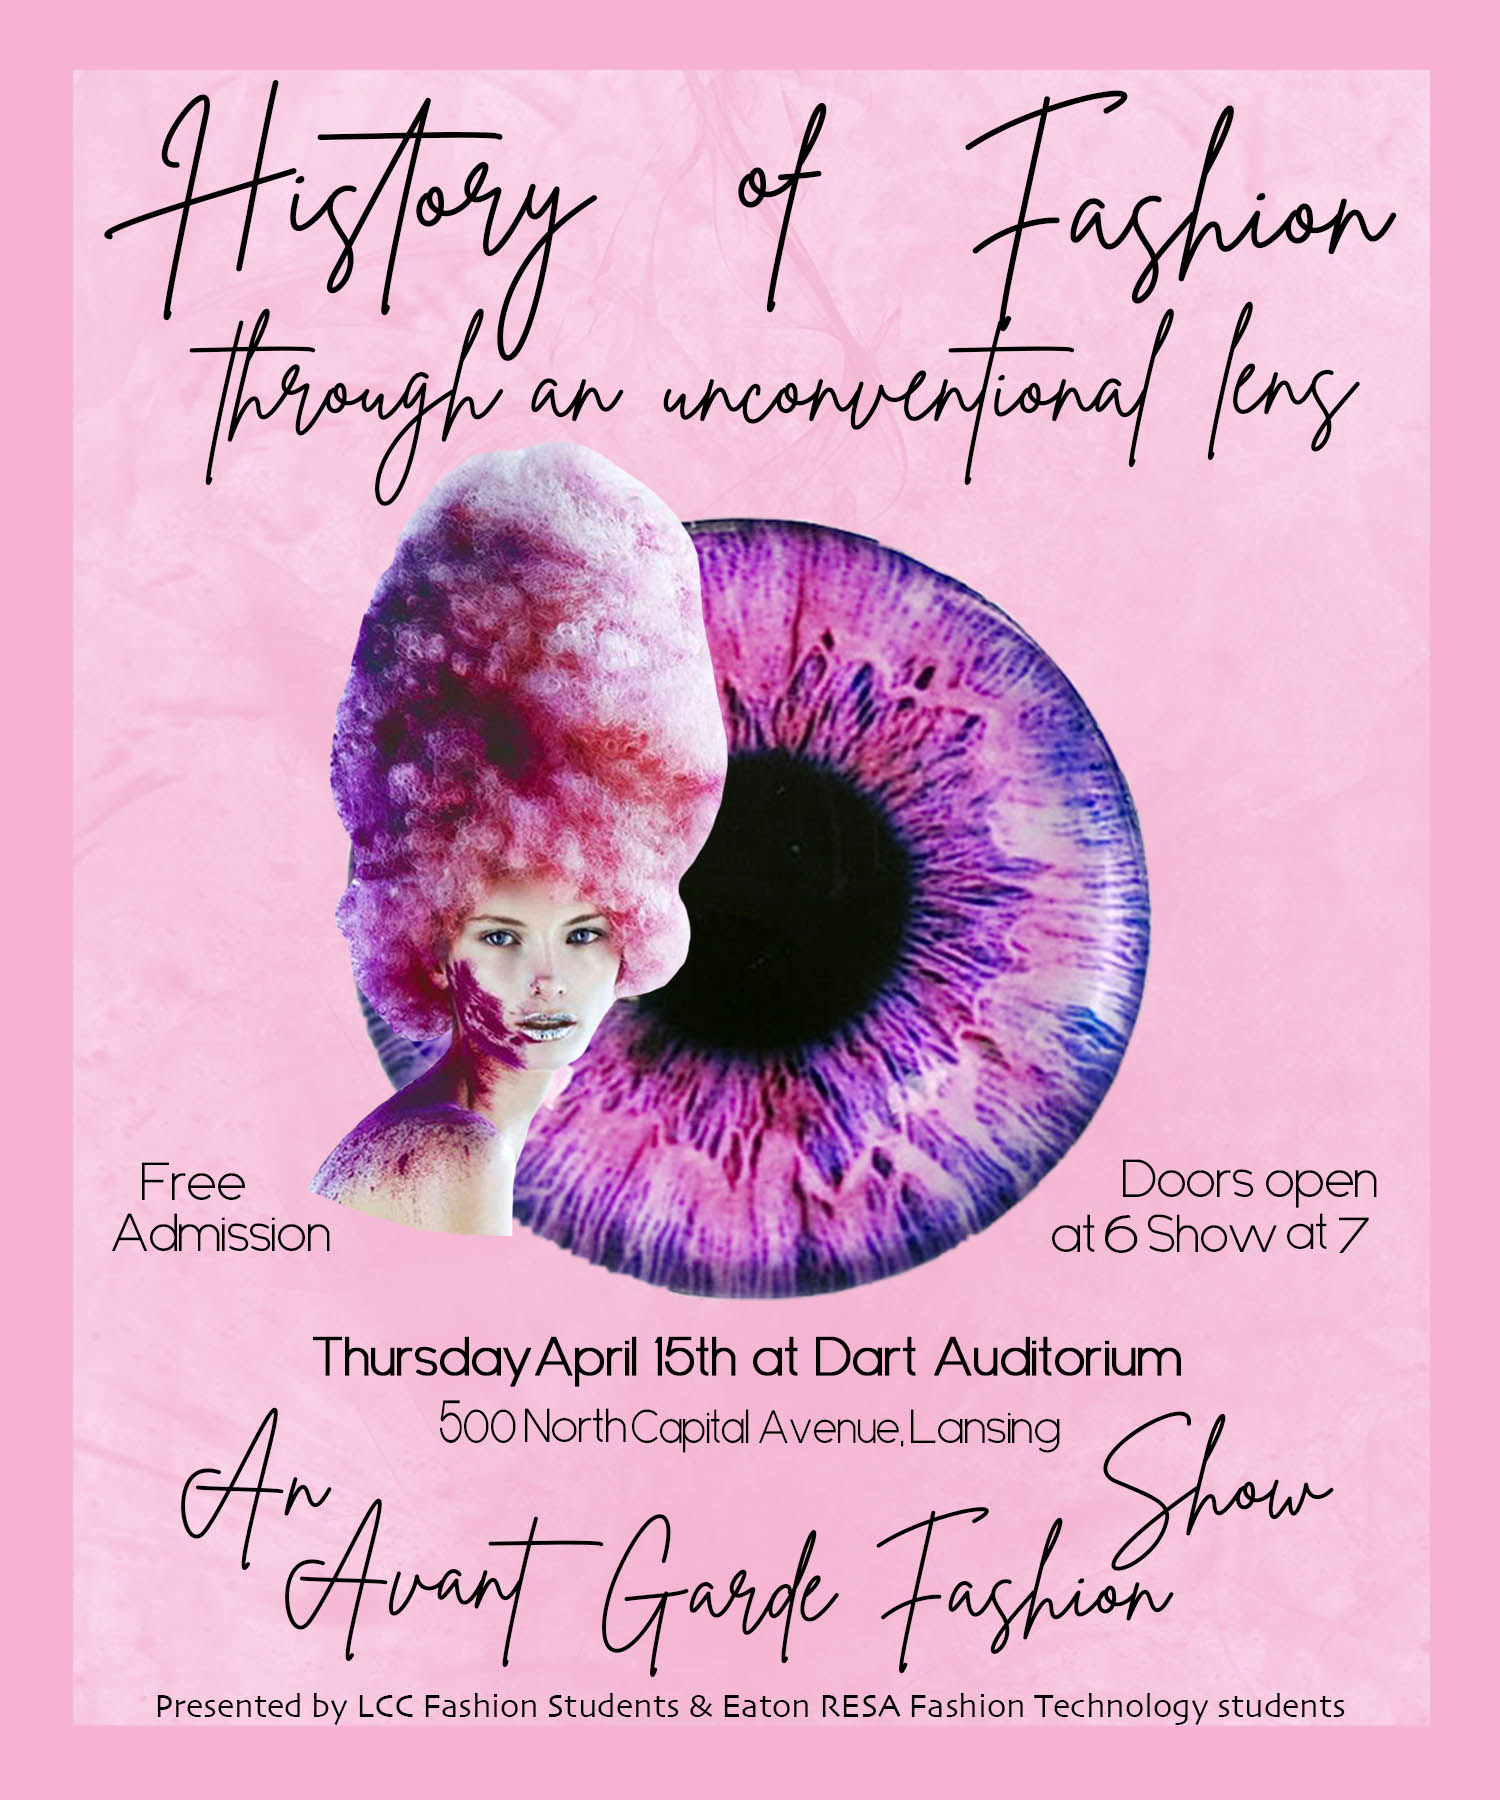 History of Fashion
through an unconventional lens
Free
Admission
Doors open
at 6 Show at 7
Thursday April 15th at Dart Auditorium
500 North Capital Avenue, Lansing
An
Avant Garde Fashion
Show
Presented by LCC Fashion Students & Eaton RESA Fashion Technology students